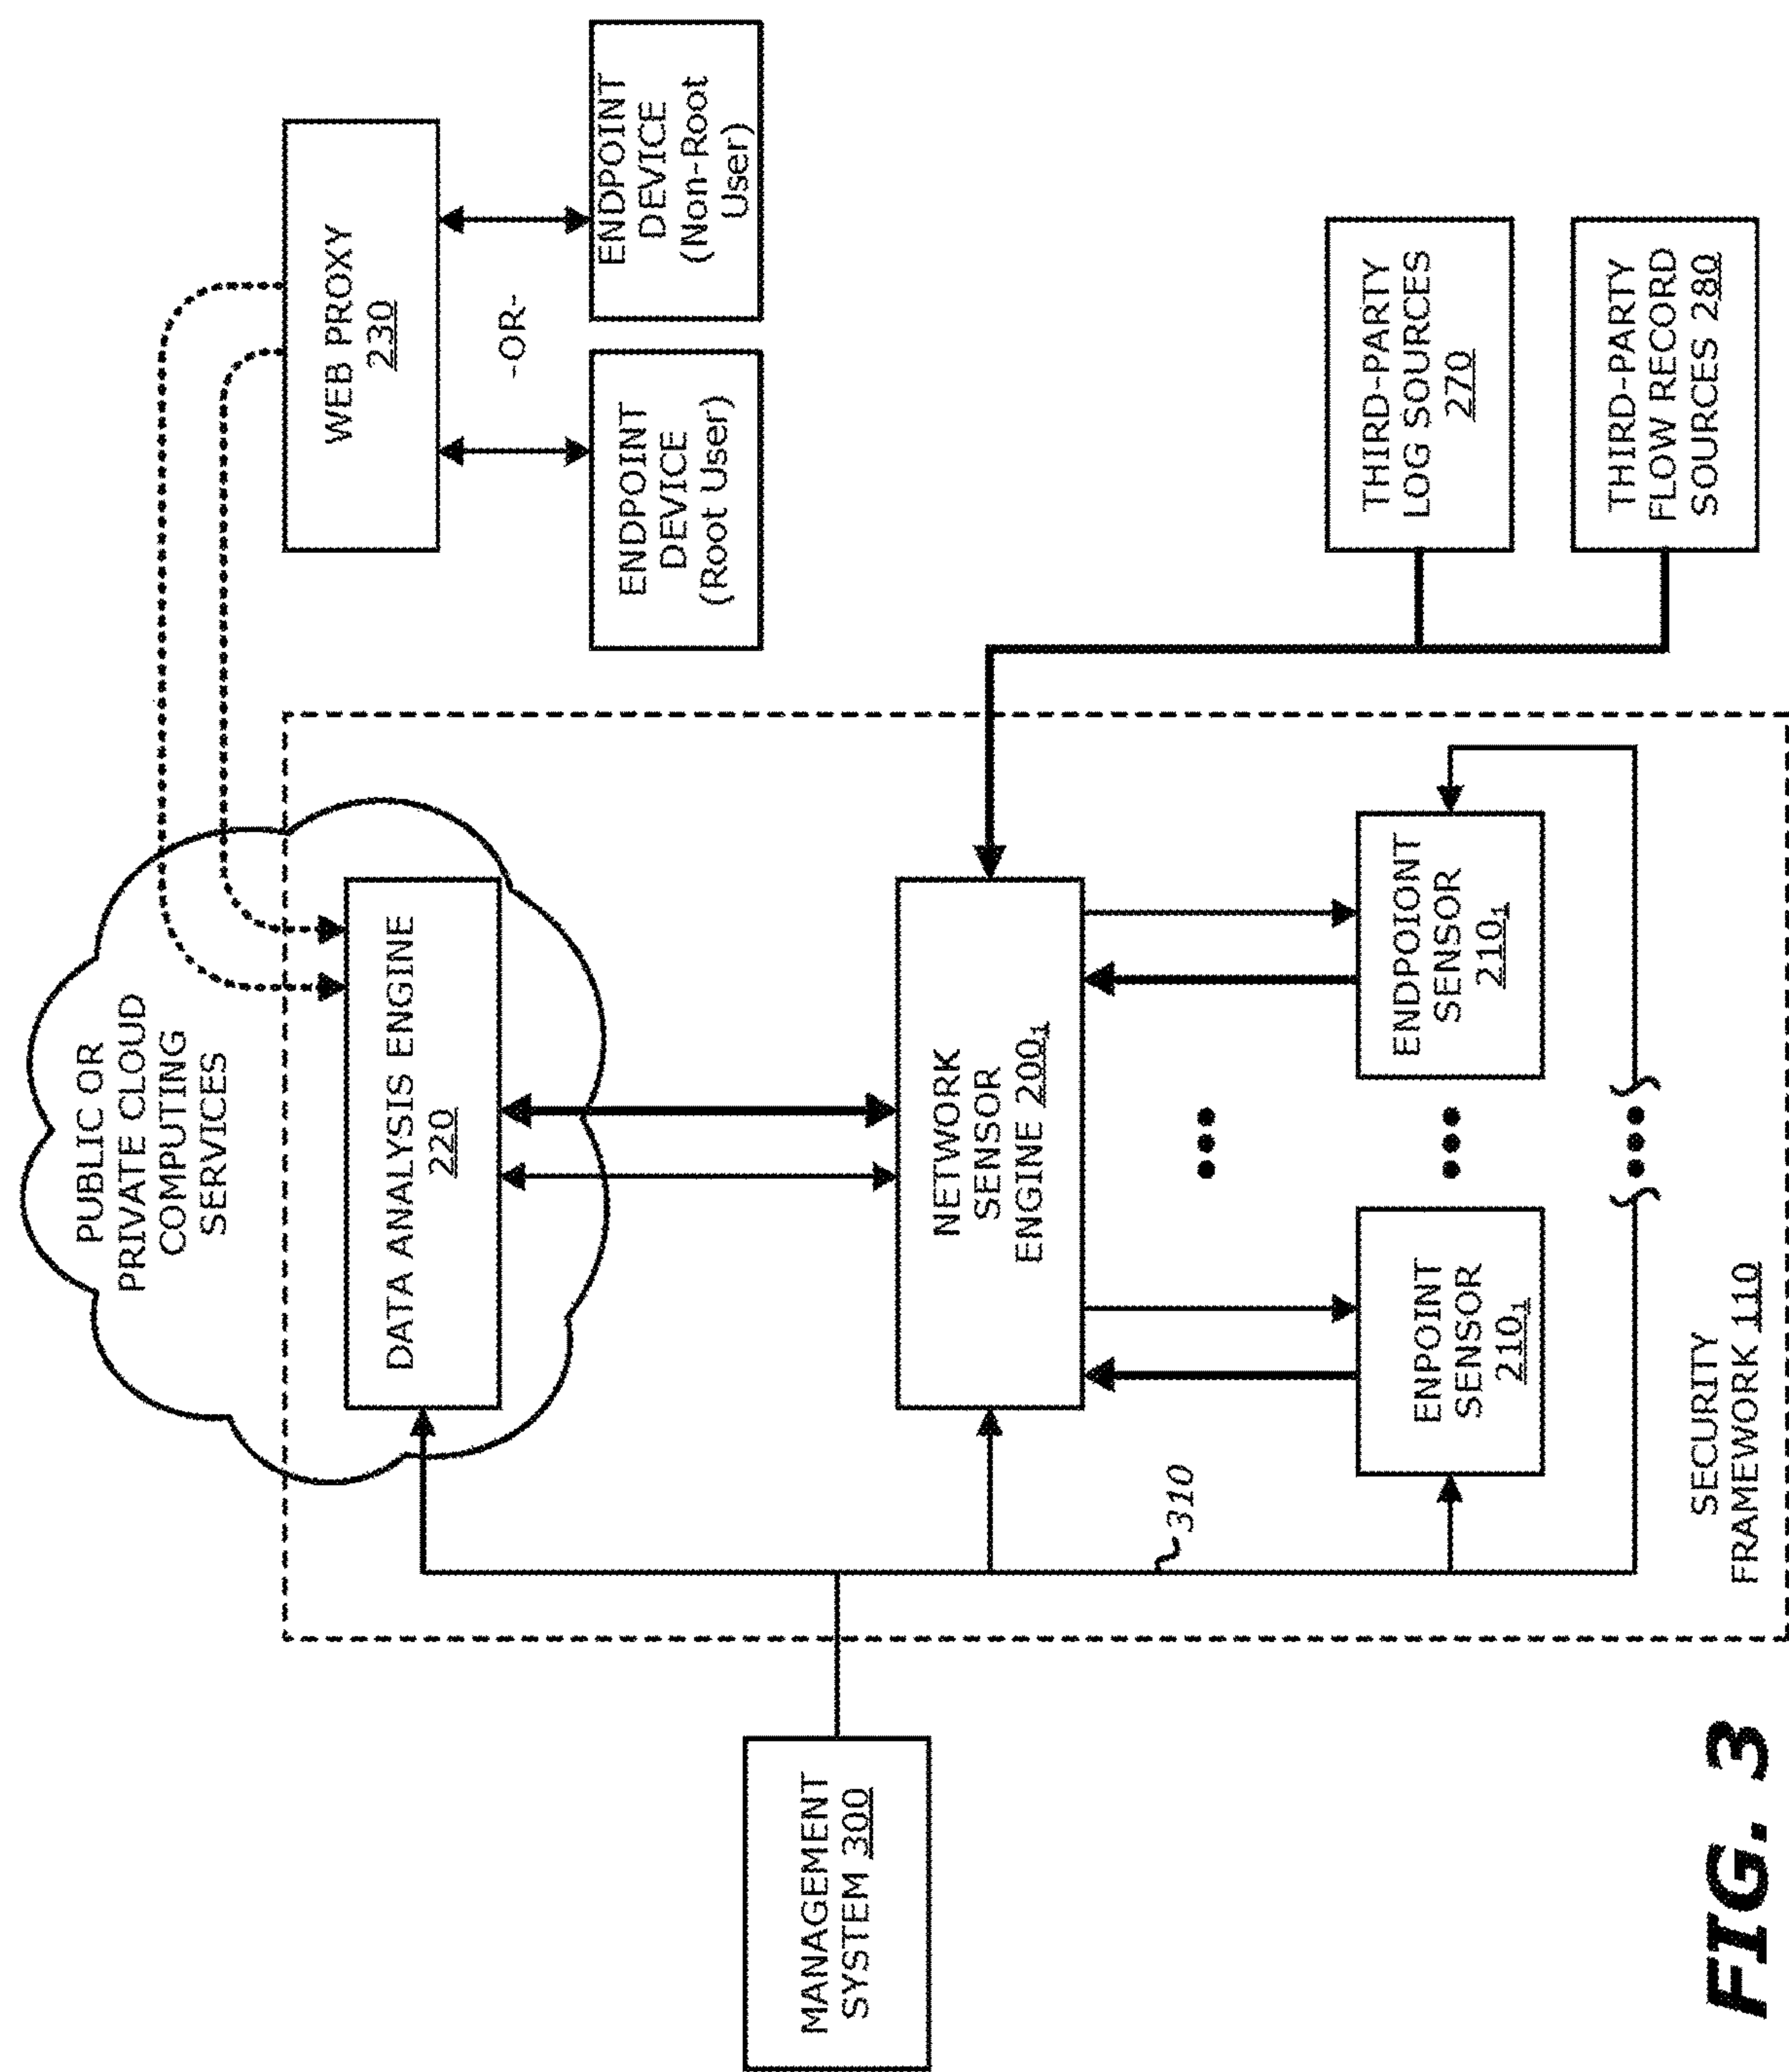 PUBLIC OR
PRIVATE CLOUD
COMPUTING
SERVICES
DATA ANALYSIS ENGINE
220
WEB PROXY
230
-OR-
ENDPOINT
DEVICE
(Root User)
ENDPOINT
DEVICE
(Non-Root
User)
MANAGEMENT
SYSTEM 300
NETWORK
SENSOR
ENGINE 200₁
310
ENPOINT
SENSOR
210₁
ENDPIONT
SENSOR
210₁
THIRD-PARTY
LOG SOURCES
270
THIRD-PARTY
FLOW RECORD
SOURCES 280
SECURITY
FRAMEWORK 110
FIG. 3